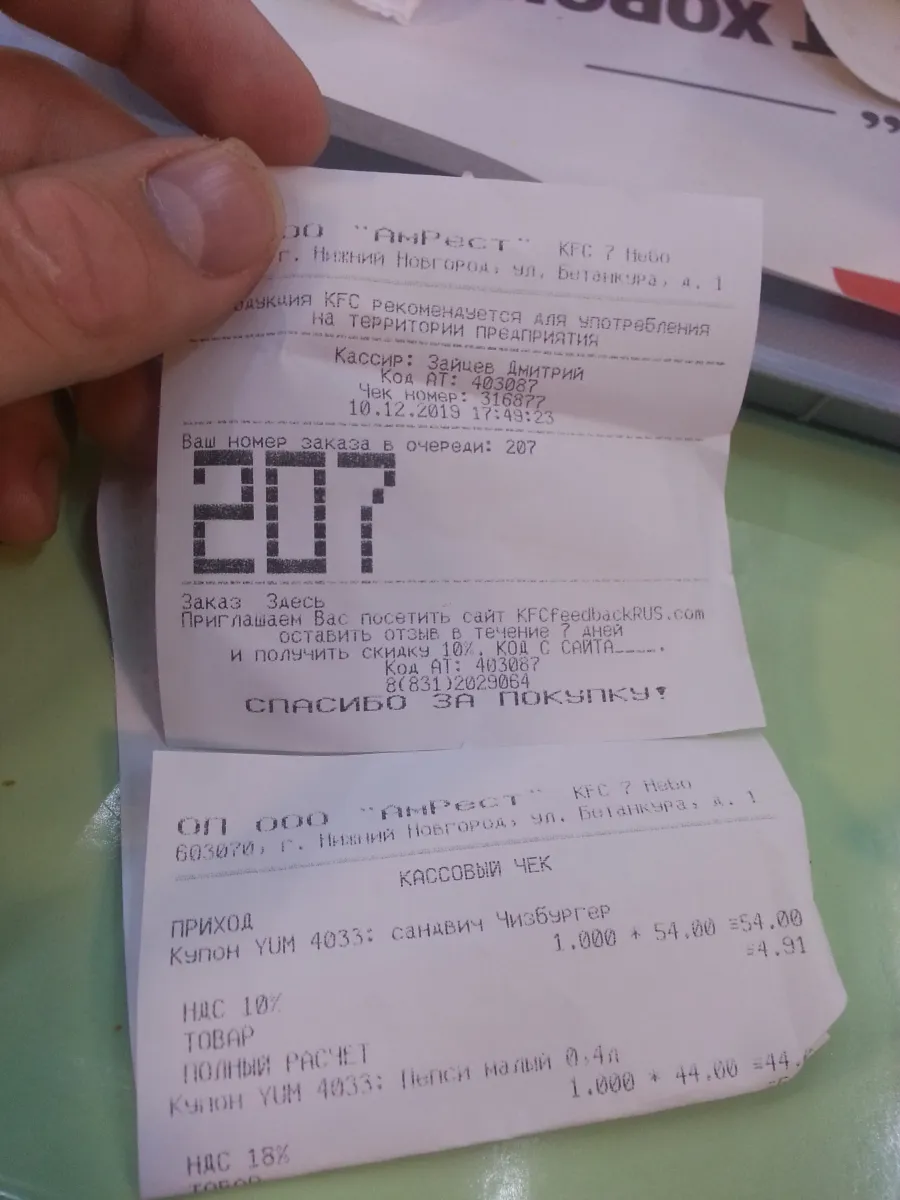 ХОРО
"
ОО "АмРест" KFC 7 Небо
г. Нижний Новгород, ул. Бетанкура, д. 1
одукция KFC рекомендуется для употребления
на территории предприятия
Кассир: Зайцев Дмитрий
Код АТ: 403087
Чек номер: 316877
10.12.2019 17:49:23
Ваш номер заказа в очереди: 207
207
Заказ Здесь
Приглашаем Вас посетить сайт KFCfeedbackRUS.com
оставить отзыв в течение 7 дней
и получить скидку 10%. КОД С САЙТА____.
Код АТ: 403087
8(831)2029064
СПАСИБО ЗА ПОКУПКУ!
ОП ООО "АмРест" KFC 7 Небо
603070, г. Нижний Новгород, ул. Бетанкура, д. 1
КАССОВЫЙ ЧЕК
ПРИХОД
Купон YUM 4033: сандвич Чизбургер
1.000 * 54.00 =54.00
=4.91
НДС 10%
ТОВАР
ПОЛНЫЙ РАСЧЕТ
Купон YUM 4033: Пепси малый 0,4л
1.000 * 44.00 =44.
НДС 18%
ТОВАР